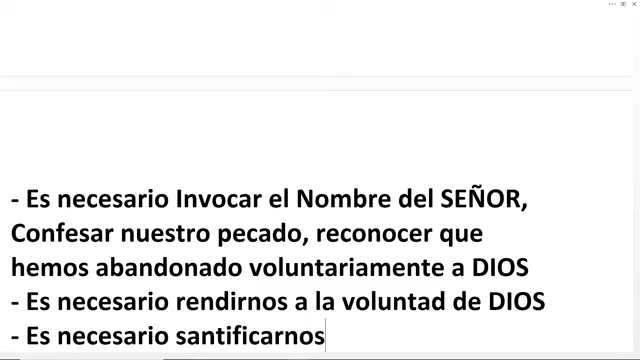 - Es necesario Invocar el Nombre del SEÑOR,
Confesar nuestro pecado, reconocer que
hemos abandonado voluntariamente a DIOS
- Es necesario rendirnos a la voluntad de DIOS
- Es necesario santificarnos